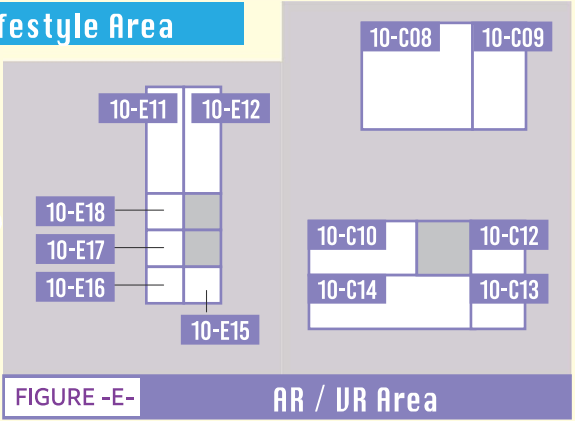 festyle Area
10-C08
10-C09
10-E11
10-E12
10-E18
10-E17
10-E16
10-E15
10-C10
10-C12
10-C14
10-C13
FIGURE -E-
AR / VR Area